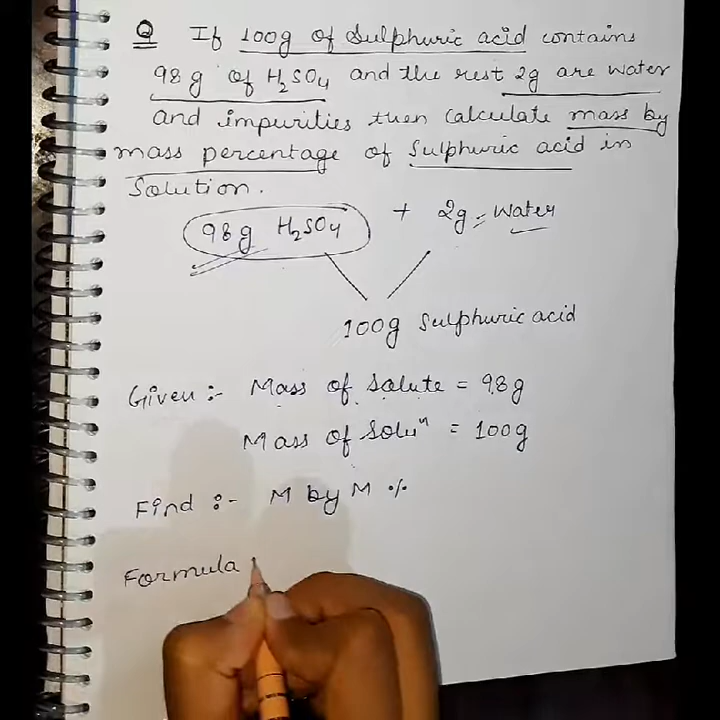 Q If 100g of Sulphuric acid contains
98 g of H₂SO₄ and the rest 2g are water
and impurities then calculate mass by
mass percentage of Sulphuric acid in
Solution.
98g H₂SO₄ + 2g = Water
100g Sulphuric acid
Given :- Mass of Solute = 98g
Mass of Soluⁿ = 100g
Find :- M by M %
Formula